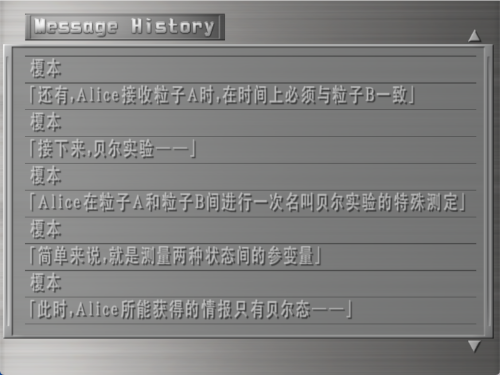 Message History
榎本
「还有,Alice接收粒子A时,在时间上必须与粒子B一致」
榎本
「接下来,贝尔实验——」
榎本
「Alice在粒子A和粒子B间进行一次名叫贝尔实验的特殊测定」
榎本
「简单来说,就是测量两种状态间的参变量」
榎本
「此时,Alice所能获得的情报只有贝尔态——」